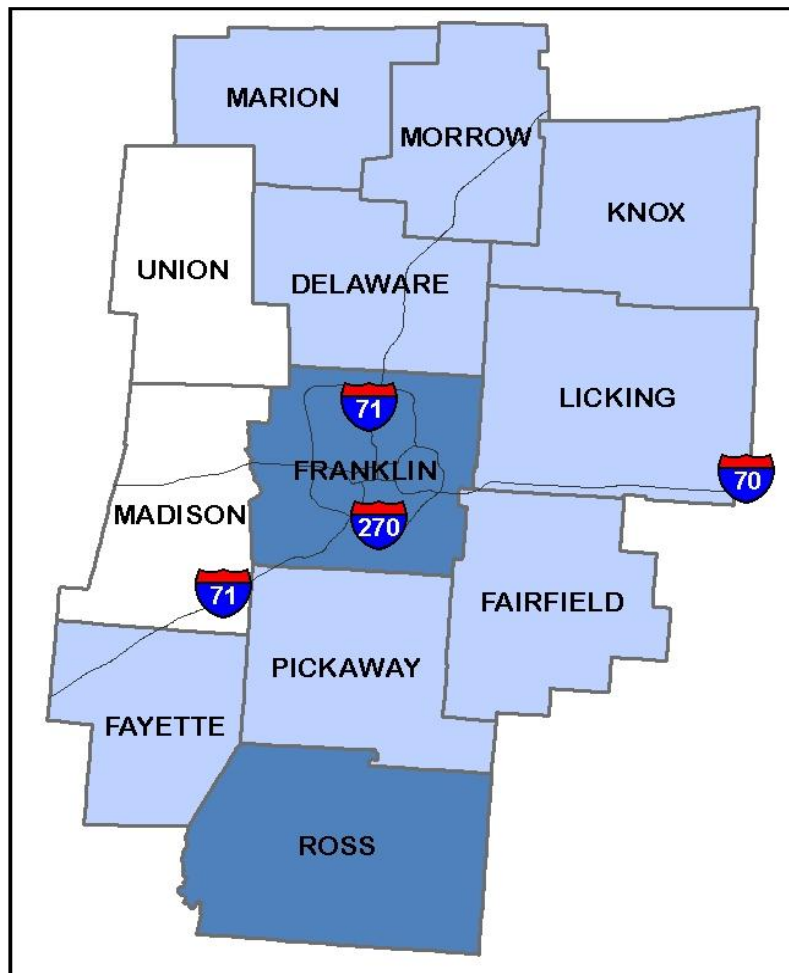 MARION
MORROW
KNOX
UNION
DELAWARE
71
LICKING
FRANKLIN
70
MADISON
270
71
FAIRFIELD
PICKAWAY
FAYETTE
ROSS